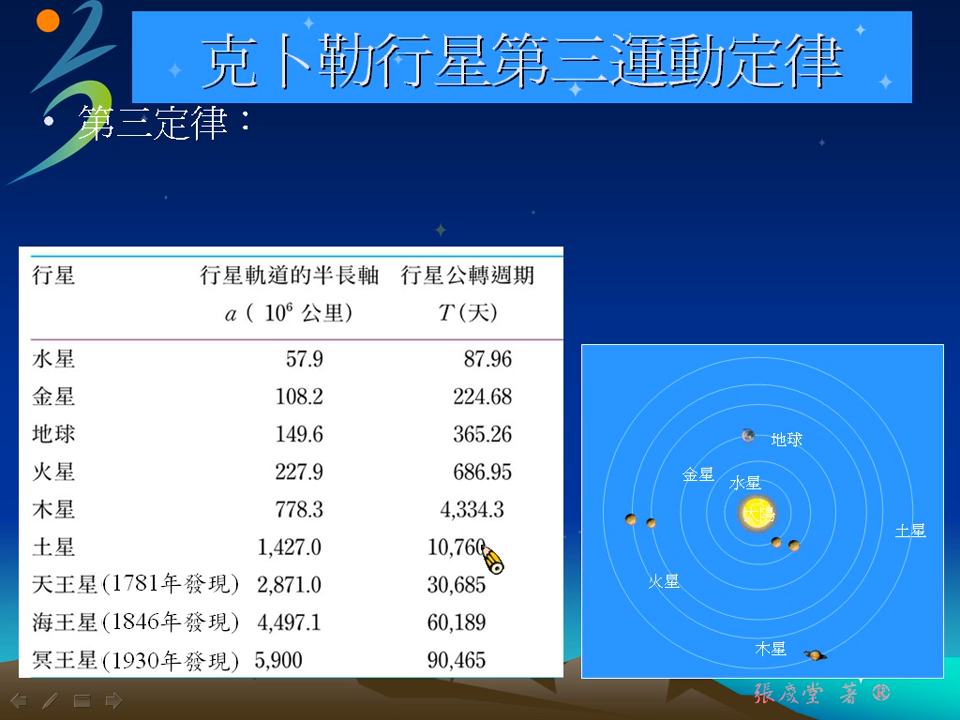 克卜勒行星第三運動定律
• 第三定律：
行星 行星軌道的半長軸 行星公轉週期
a ( 10⁶ 公里) T (天)
水星 57.9 87.96
金星 108.2 224.68
地球 149.6 365.26
火星 227.9 686.95
木星 778.3 4,334.3
土星 1,427.0 10,760
天王星(1781年發現) 2,871.0 30,685
海王星(1846年發現) 4,497.1 60,189
冥王星(1930年發現) 5,900 90,465
地球
金星
水星
太陽
土星
火星
木星
張慶堂 著 ®